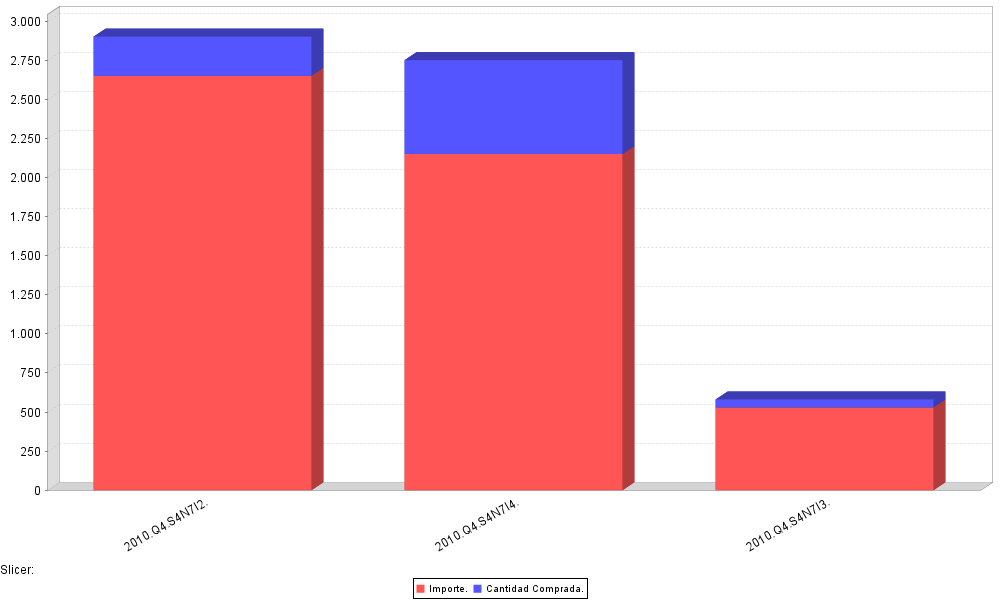 3.000
2.750
2.500
2.250
2.000
1.750
1.500
1.250
1.000
750
500
250
0
2010.Q4.S4N7I2.
2010.Q4.S4N7I4.
2010.Q4.S4N7I3.
Slicer:
Importe. Cantidad Comprada.